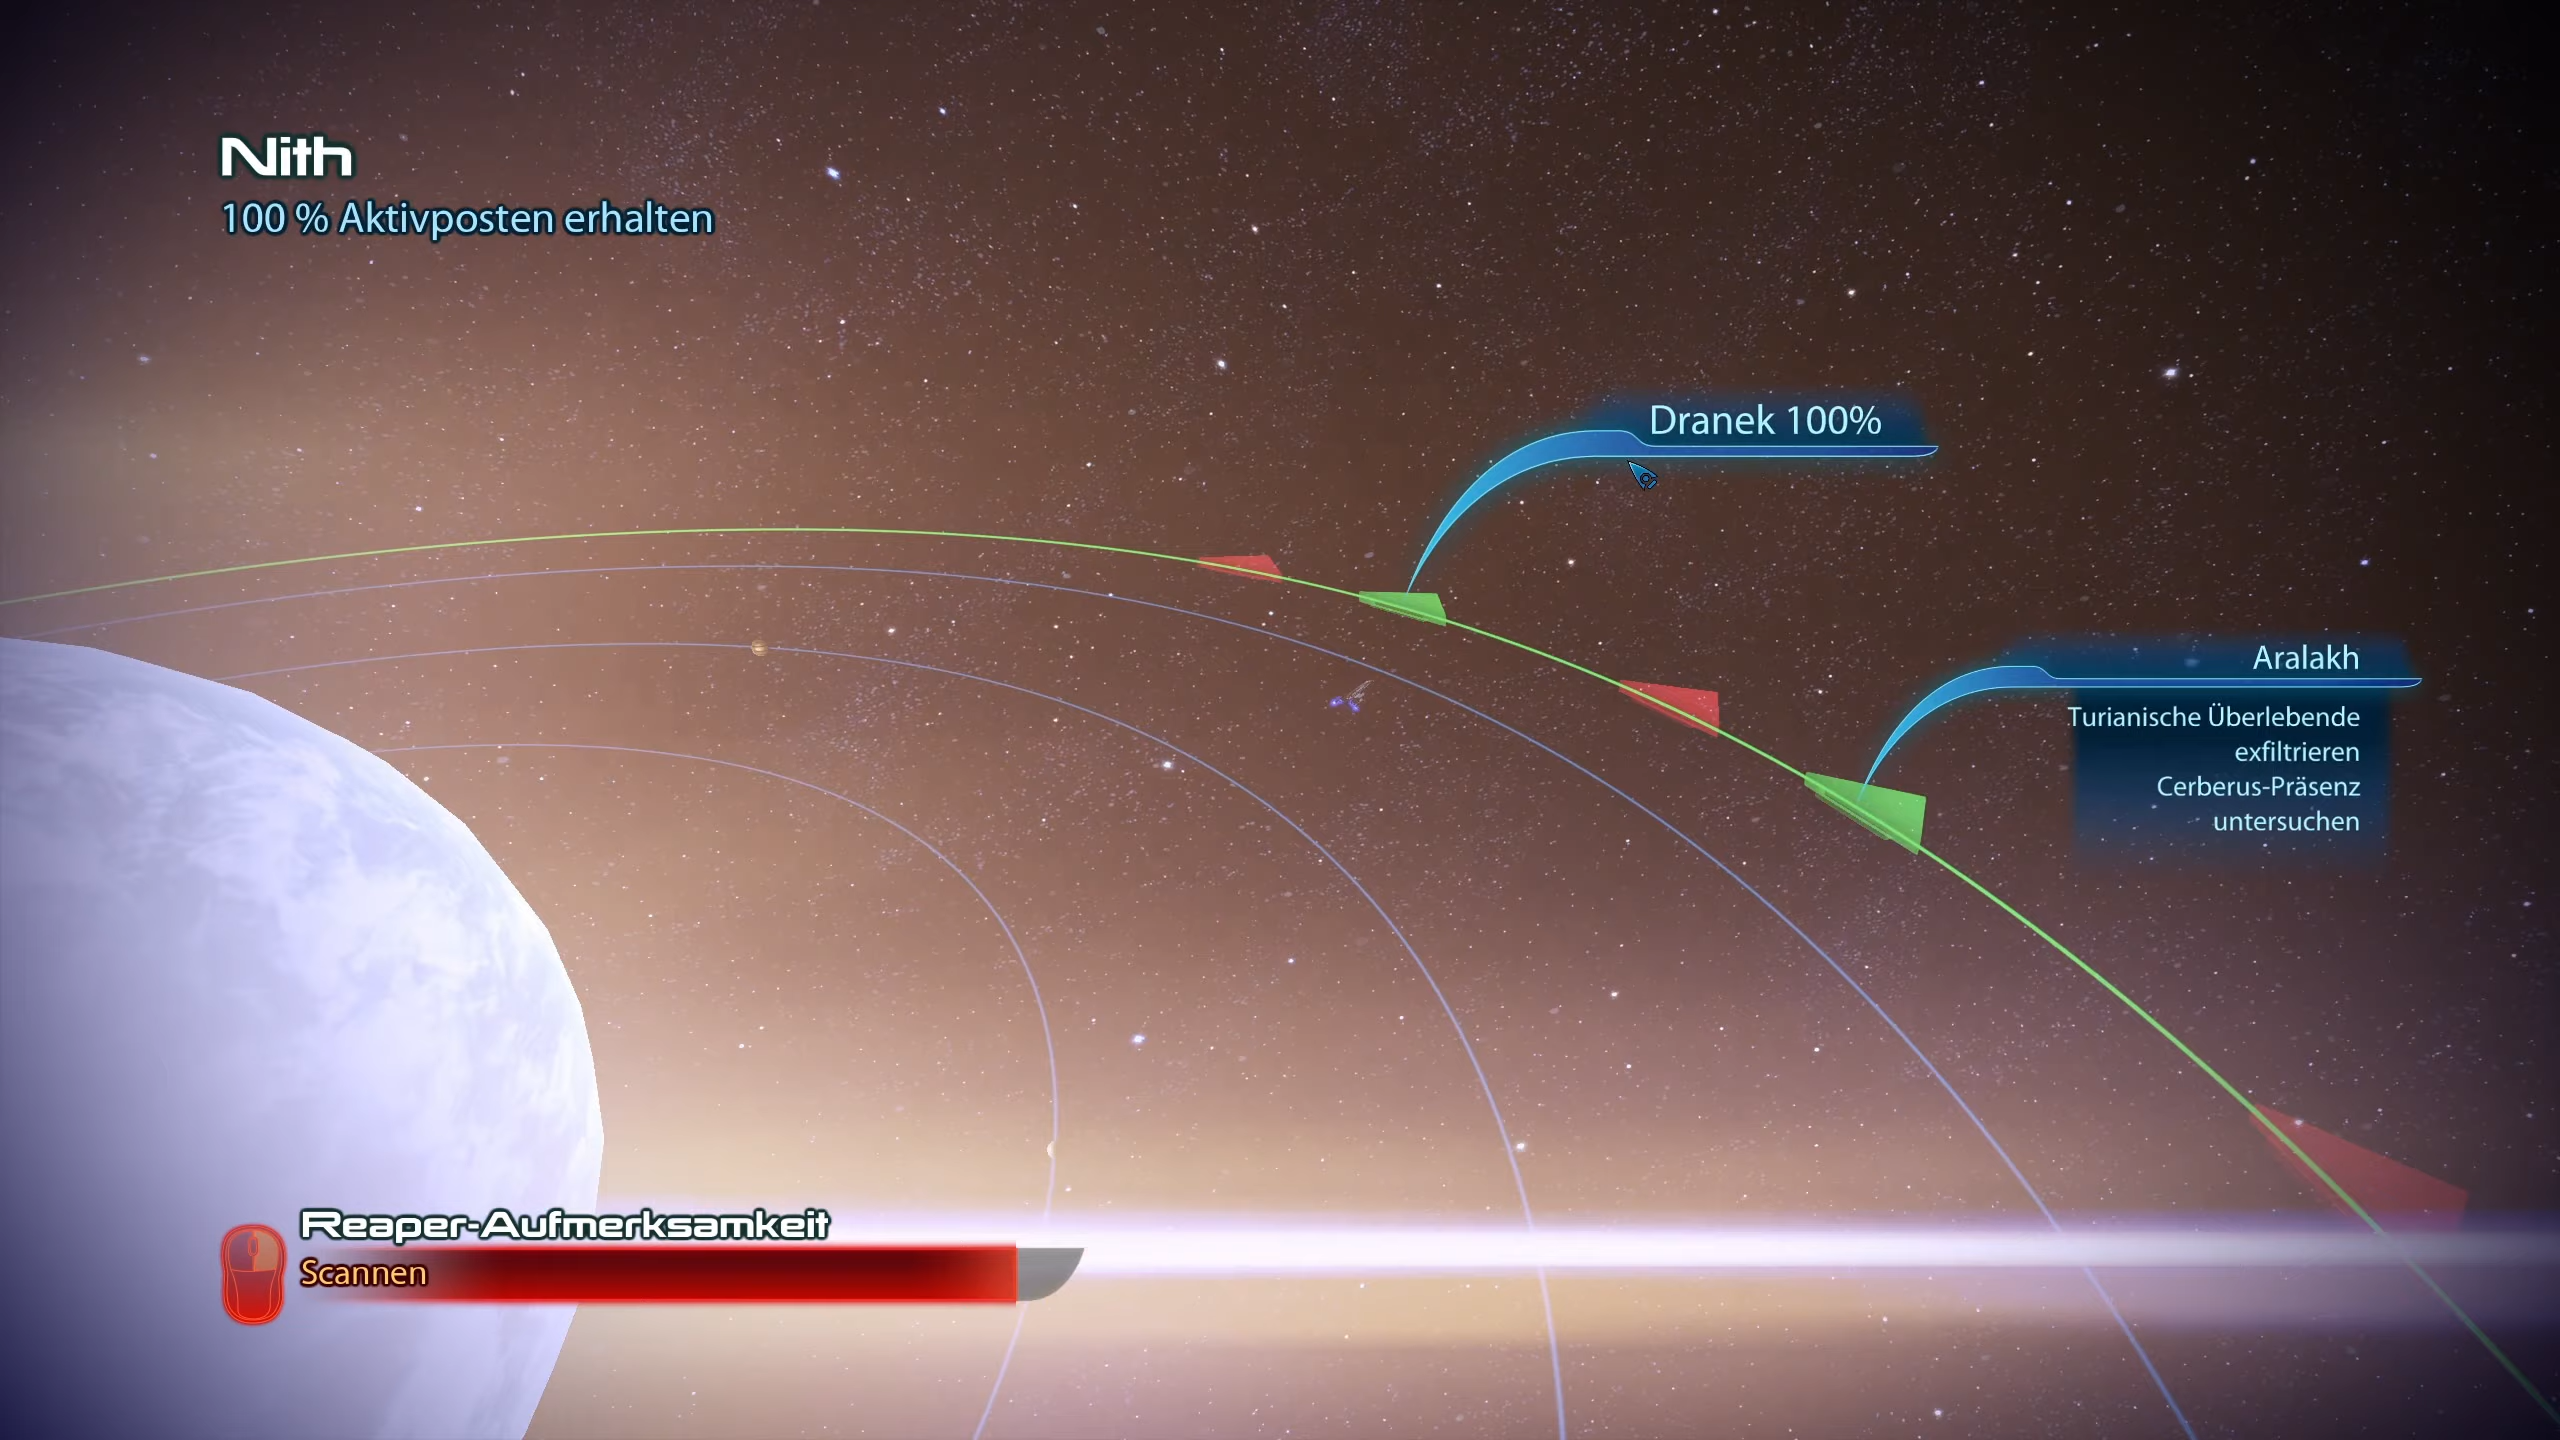 Nith
100 % Aktivposten erhalten
Dranek 100%
Aralakh
Turianische Überlebende
exfiltrieren
Cerberus-Präsenz
untersuchen
Reaper-Aufmerksamkeit
Scannen